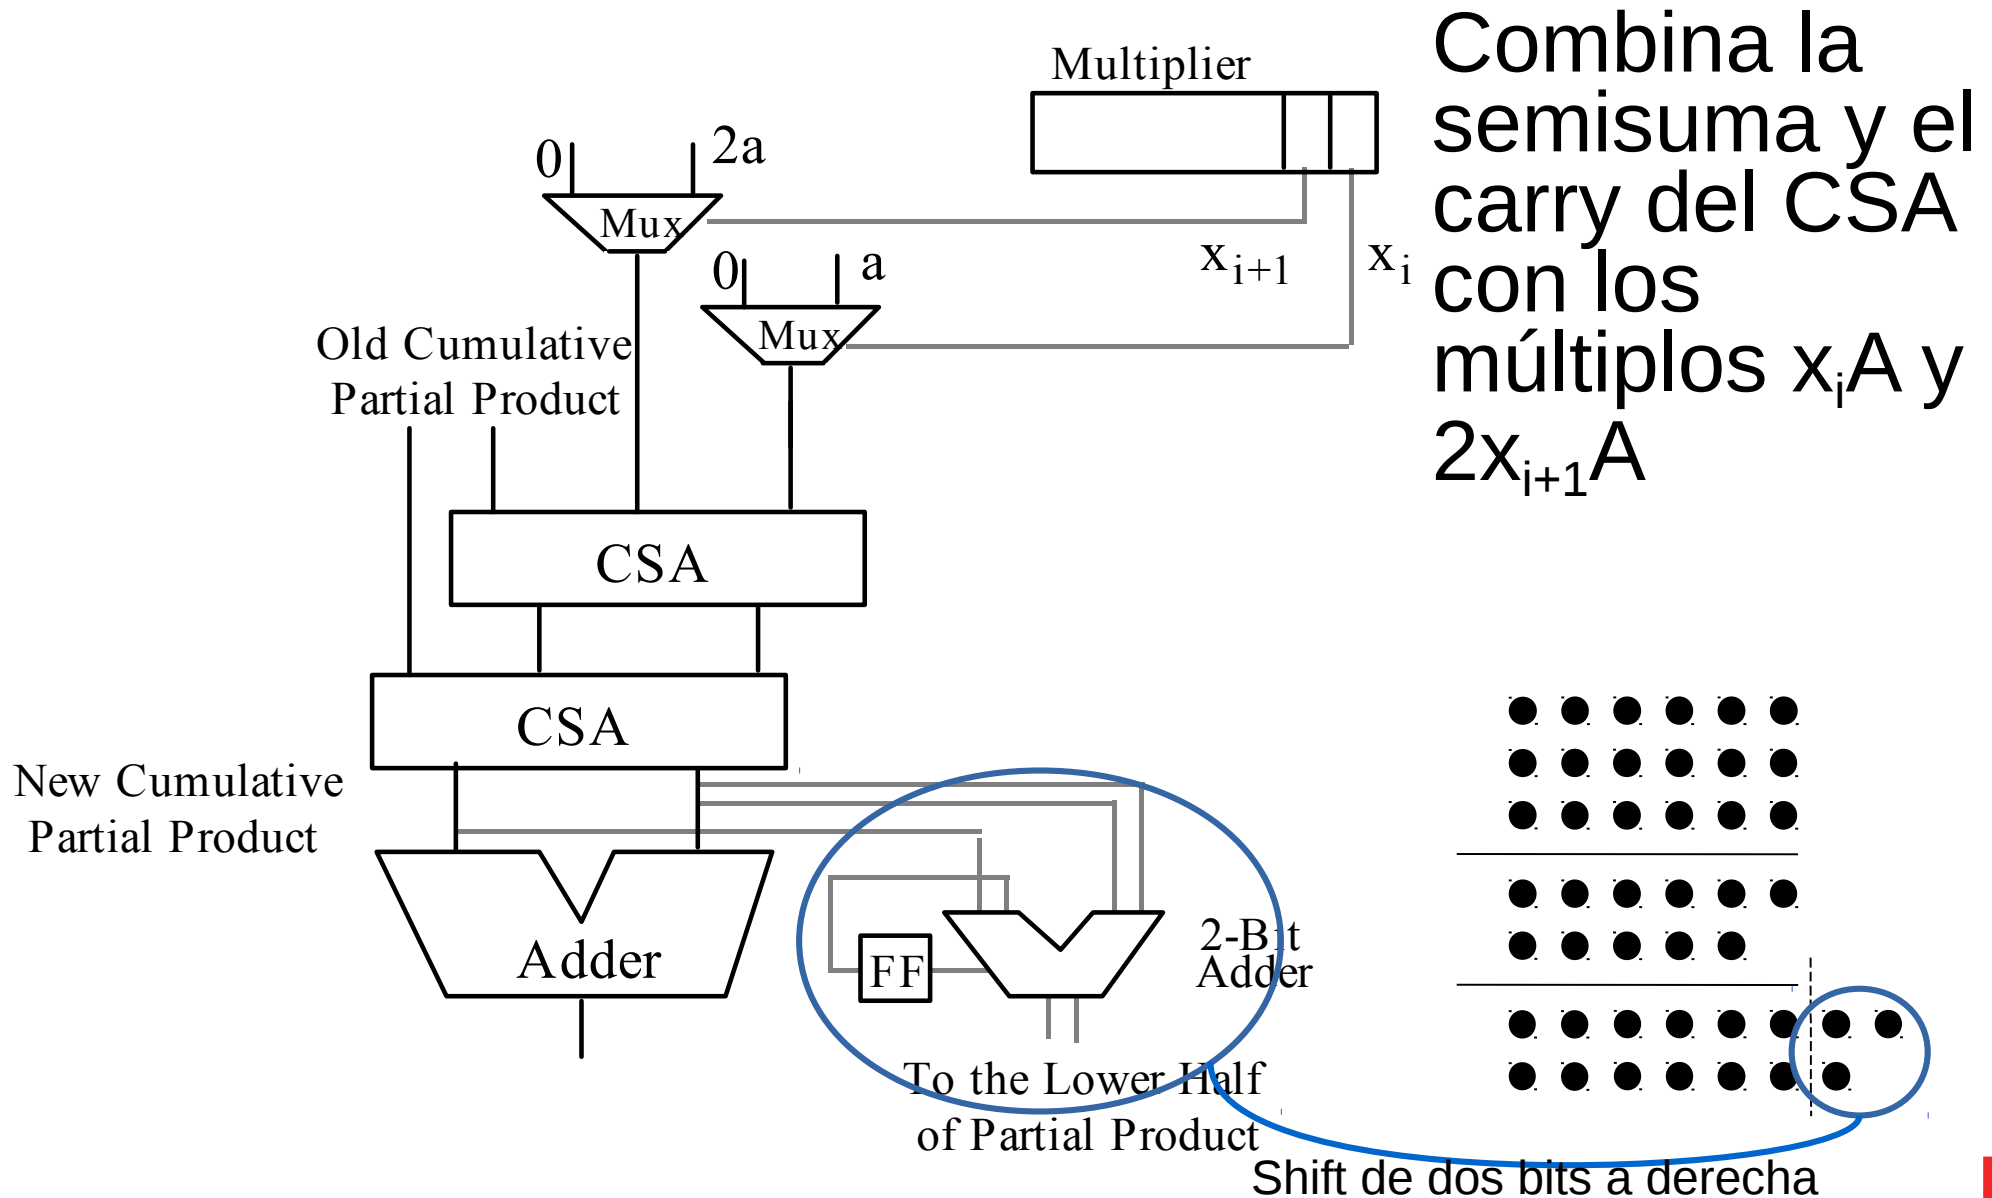 Multiplier
Combina la
semisuma y el
carry del CSA
con los
múltiplos xᵢA y
2xᵢ₊₁A
0 2a
Mux
xᵢ₊₁ xᵢ
0 a
Mux
Old Cumulative
Partial Product
CSA
CSA
New Cumulative
Partial Product
Adder
FF
2-Bit
Adder
To the Lower Half
of Partial Product
Shift de dos bits a derecha